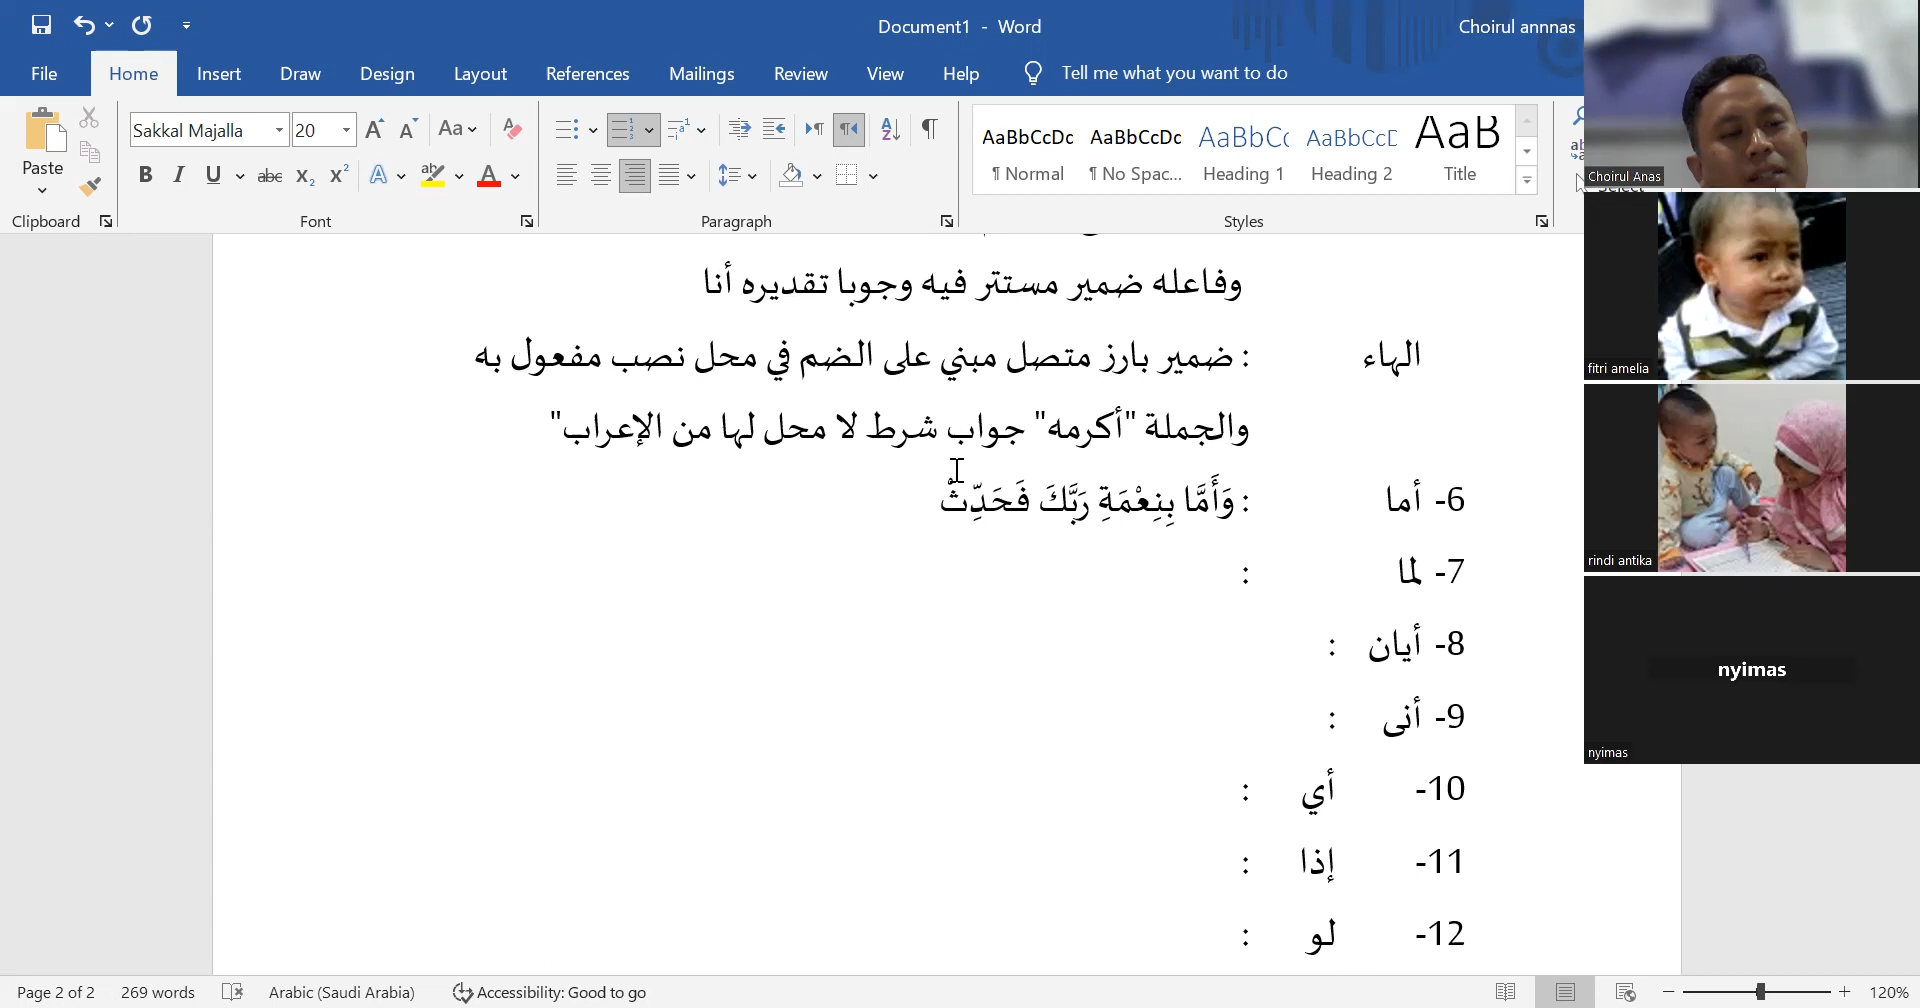 Document1 - Word
Choirul annnas
File Home Insert Draw Design Layout References Mailings Review View Help Tell me what you want to do
Paste
Clipboard
Sakkal Majalla 20
Font
Paragraph
AaBbCcDc AaBbCcDc AaBbCc AaBbCcD AaB
¶ Normal ¶ No Spac... Heading 1 Heading 2 Title
Styles
Choirul Anas
fitri amelia
rindi antika
nyimas
nyimas
وفاعله ضمير مستتر فيه وجوبا تقديره أنا
الهاء : ضمير بارز متصل مبني على الضم في محل نصب مفعول به
والجملة "أكرمه" جواب شرط لا محل لها من الإعراب"
6- أما : وَأَمَّا بِنِعْمَةِ رَبَّكَ فَحَدِّثْ
7- لما :
8- أيان :
9- أنى :
10- أي :
11- إذا :
12- لو :
Page 2 of 2 269 words Arabic (Saudi Arabia) Accessibility: Good to go 120%